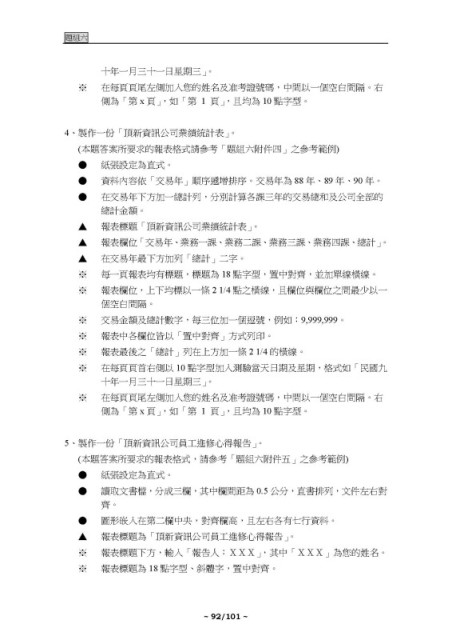 題組六
十年一月三十一日星期三」。
※ 在每頁頁尾左側加入您的姓名及准考證號碼，中間以一個空白間隔。右
側為「第 x 頁」，如「第 1 頁」，且均為 10 點字型。
4、製作一份「頂新資訊公司業績統計表」。
(本題答案所要求的報表格式請參考「題組六附件四」之參考範例)
● 紙張設定為直式。
● 資料內容依「交易年」順序遞增排序。交易年為 88 年、89 年、90 年。
● 在交易年下方加一總計列，分別計算各課三年的交易總和及公司全部的
總計金額。
▲ 報表標題「頂新資訊公司業績統計表」。
▲ 報表欄位「交易年、業務一課、業務二課、業務三課、業務四課、總計」。
▲ 在交易年最下方加列「總計」二字。
※ 每一頁報表均有標題，標題為 18 點字型，置中對齊，並加單線橫線。
※ 報表欄位，上下均標以一條 2 1/4 點之橫線，且欄位與欄位之間最少以一
個空白間隔。
※ 交易金額及總計數字，每三位加一個逗號，例如：9,999,999。
※ 報表中各欄位皆以「置中對齊」方式列印。
※ 報表最後之「總計」列在上方加一條 2 1/4 的橫線。
※ 在每頁頁首右側以 10 點字型加入測驗當天日期及星期，格式如「民國九
十年一月三十一日星期三」。
※ 在每頁頁尾左側加入您的姓名及准考證號碼，中間以一個空白間隔。右
側為「第 x 頁」，如「第 1 頁」，且均為 10 點字型。
5、製作一份「頂新資訊公司員工進修心得報告」。
(本題答案所要求的報表格式，請參考「題組六附件五」之參考範例)
● 紙張設定為直式。
● 讀取文書檔，分成三欄，其中欄間距為 0.5 公分，直書排列，文件左右對
齊。
● 圖形嵌入在第二欄中央，對齊欄高，且左右各有七行資料。
▲ 報表標題為「頂新資訊公司員工進修心得報告」。
※ 報表標題下方，輸入「報告人：ＸＸＸ」，其中「ＸＸＸ」為您的姓名。
※ 報表標題為 18 點字型、斜體字，置中對齊。
~ 92/101 ~